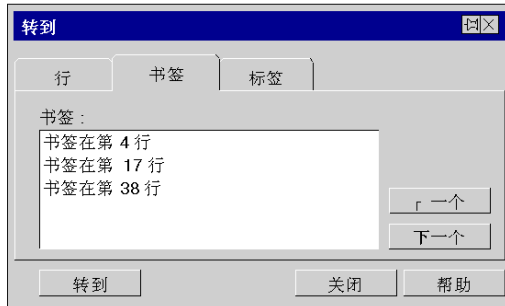 转到
行 书签 标签
书签:
书签在第 4 行
书签在第 17 行
书签在第 38 行
一个
下一个
转到 关闭 帮助